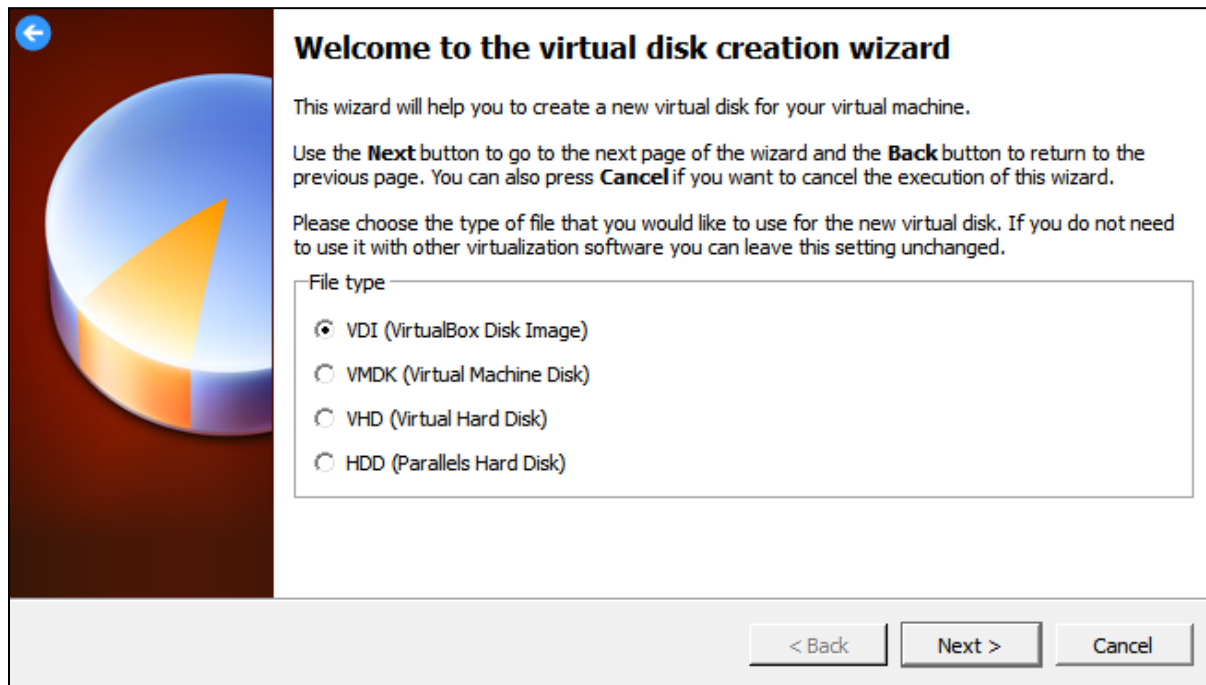 Welcome to the virtual disk creation wizard
This wizard will help you to create a new virtual disk for your virtual machine.
Use the Next button to go to the next page of the wizard and the Back button to return to the
previous page. You can also press Cancel if you want to cancel the execution of this wizard.
Please choose the type of file that you would like to use for the new virtual disk. If you do not need
to use it with other virtualization software you can leave this setting unchanged.
File type
VDI (VirtualBox Disk Image)
VMDK (Virtual Machine Disk)
VHD (Virtual Hard Disk)
HDD (Parallels Hard Disk)
< Back Next > Cancel